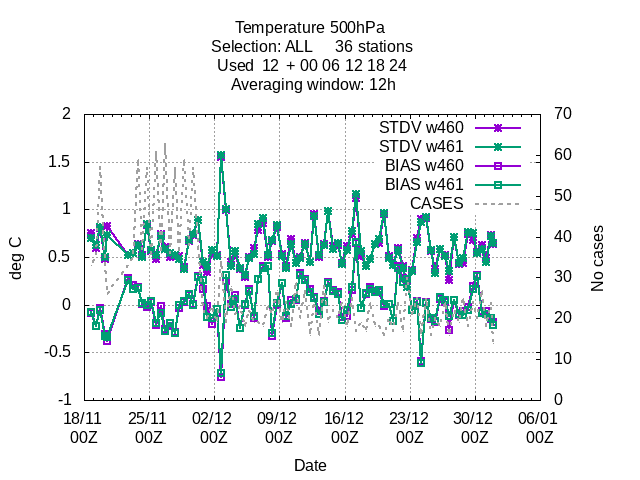 Temperature 500hPa
Selection: ALL 36 stations
Used 12 + 00 06 12 18 24
Averaging window: 12h
STDV w460
STDV w461
BIAS w460
BIAS w461
CASES
deg C
2
1.5
1
0.5
0
-0.5
-1
No cases
70
60
50
40
30
20
10
0
18/11 25/11 02/12 09/12 16/12 23/12 30/12 06/01
00Z 00Z 00Z 00Z 00Z 00Z 00Z 00Z
Date